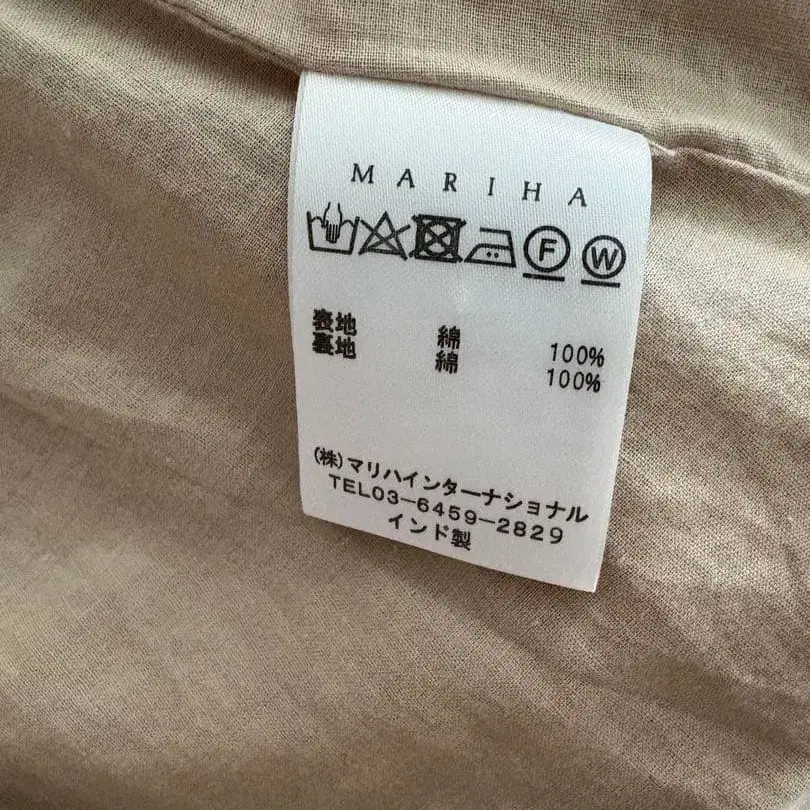 MARIHA
F W
表地 綿 100%
裏地 綿 100%
(株)マリハインターナショナル
TEL03-6459-2829
インド製